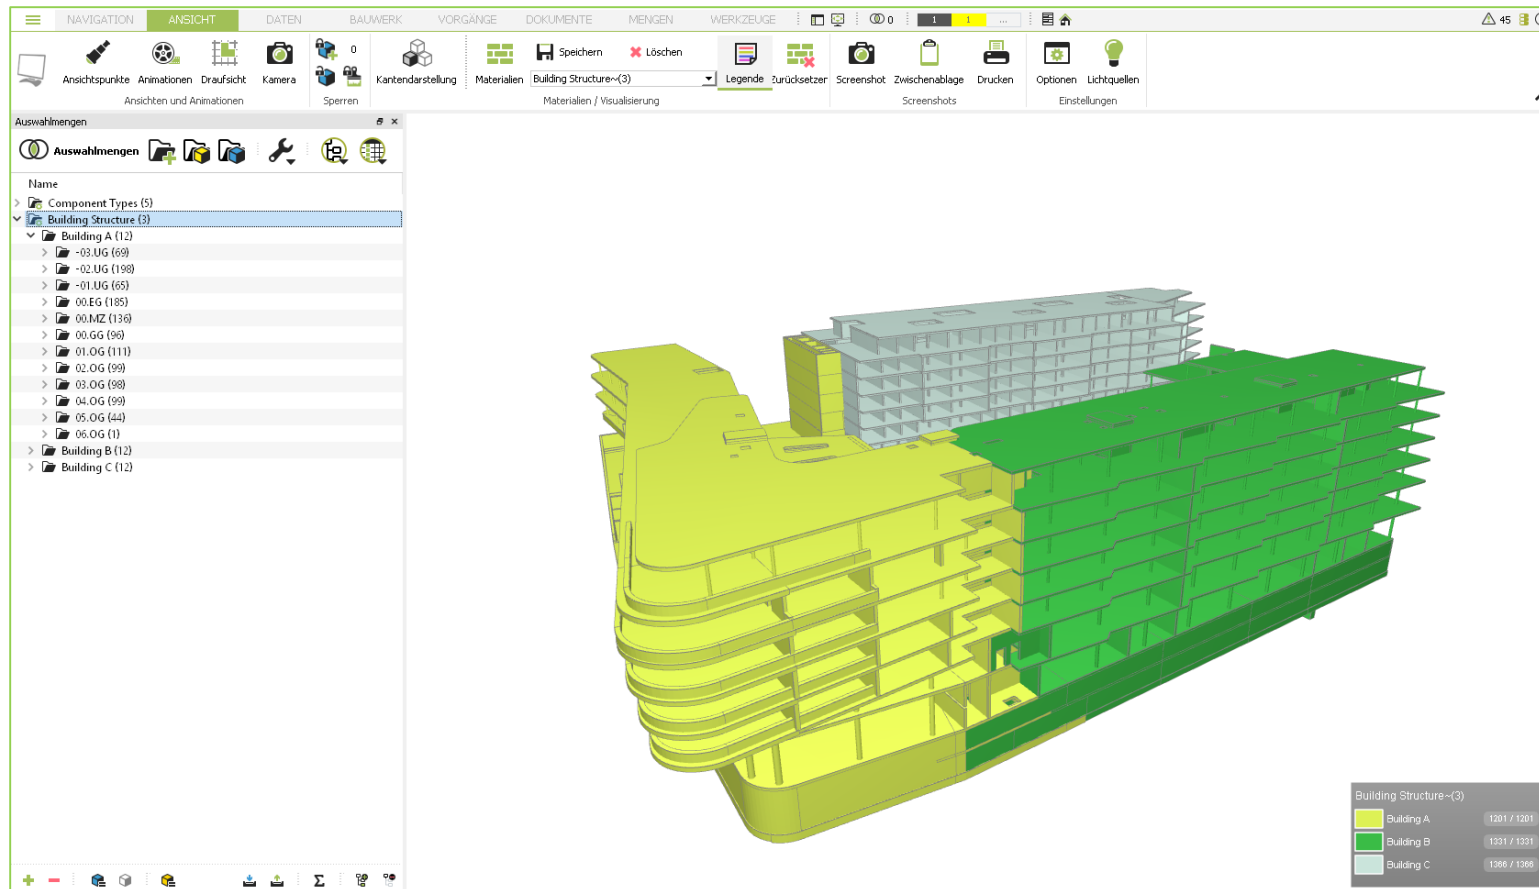 NAVIGATION ANSICHT DATEN BAUWERK VORGÄNGE DOKUMENTE MENGEN WERKZEUGE 0 1 1 ... 45
Ansichtspunkte Animationen Draufsicht Kamera 0 Kantendarstellung Materialien Speichern Löschen Building Structure~(3) Legende Zurücksetzer Screenshot Zwischenablage Drucken Optionen Lichtquellen
Ansichten und Animationen Sperren Materialien / Visualisierung Screenshots Einstellungen
Auswahlmengen
Auswahlmengen
Name
Component Types (5)
Building Structure (3)
Building A (12)
-03.UG (69)
-02.UG (198)
-01.UG (65)
00.EG (185)
00.MZ (136)
00.GG (96)
01.OG (111)
02.OG (99)
03.OG (98)
04.OG (99)
05.OG (44)
06.OG (1)
Building B (12)
Building C (12)
Building Structure~(3)
Building A 1201 / 1201
Building B 1331 / 1331
Building C 1366 / 1366